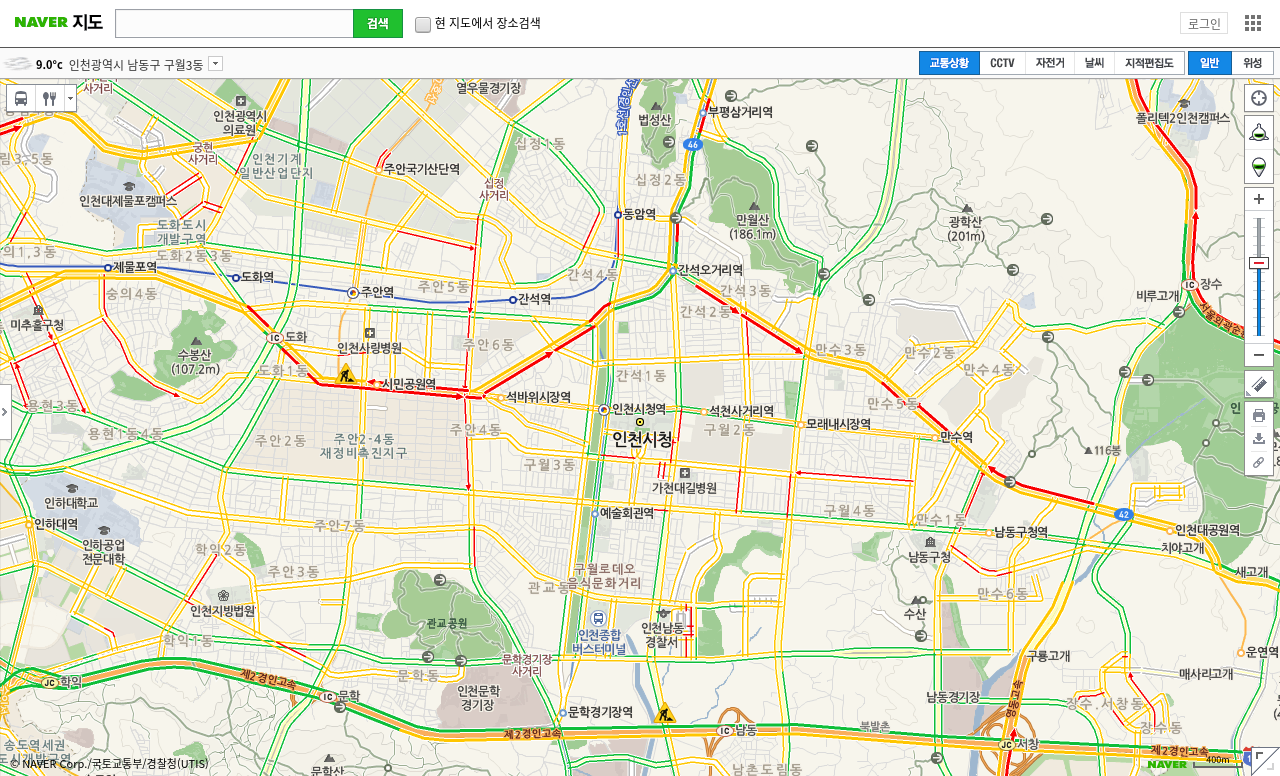 NAVER 지도
검색
현 지도에서 장소검색
로그인
9.0°c 인천광역시 남동구 구월3동
교통상황
CCTV
자전거
날씨
지적편집도
일반
위성
사거리
인천광역시
의료원
열우물경기장
법성산
부평삼거리역
폴리텍2인천캠퍼스
궁현
사거리
인천기계
일반산업단지
주안국가산단역
십정1동
46
십정
사거리
십정2동
인천대제물포캠퍼스
도화도시
개발구역
동암역
만월산
(186.1m)
광학산
(201m)
의1,3동
도화2동3동
제물포역
도화역
주안5동
주안역
간석4동
간석오거리역
간석3동
장수
비루고개
숭의4동
간석역
간석2동
미추홀구청
IC 도화
수봉산
(107.2m)
인천사랑병원
주안6동
만수3동
만수2동
만수4동
도화1동
시민공원역
간석1동
석바위시장역
인천시청역
석천사거리역
만수5동
용현3동
용현1동4동
주안2동
주안2-4동
재정비촉진지구
주안4동
인천시청
구월2동
모래내시장역
만수역
116봉
구월3동
가천대길병원
인하대학교
인하대역
인하공업
전문대학
주안7동
예술회관역
구월4동
만수1동
42
인천대공원역
치야고개
남동구청역
남동구청
학익2동
주안3동
새고개
구월로데오
음식문화거리
관교동
만수6동
인천지방법원
관교공원
수산
인천종합
버스터미널
인천남동
경찰서
학익1동
문학경기장
사거리
구룡고개
운연역
매사리고개
JC 학익
제2경인고속
문학동
IC 문학
인천문학
경기장
문학경기장역
남동경기장
장수.서창동
제2경인고속
IC 남동
북발촌
영동고속
JC 서창
장수동
제2경인고속
송도역세권
도시개발구역
© NAVER Corp./국토교통부/경찰청(UTIS)
문학산
남촌도림동
NAVER
400m